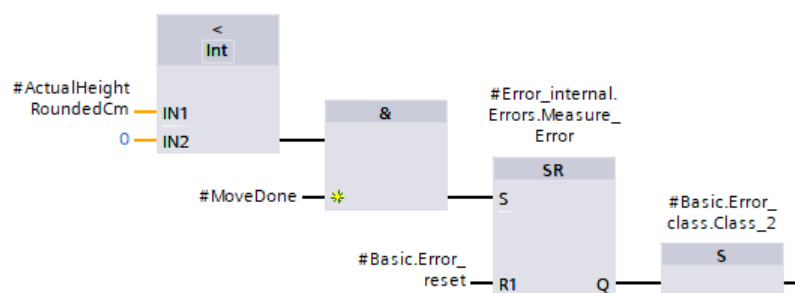 <
Int
#ActualHeight
RoundedCm
IN1
0
IN2
&
#MoveDone
#Error_internal.
Errors.Measure_
Error
SR
S
#Basic.Error_
class.Class_2
S
#Basic.Error_
reset
R1
Q